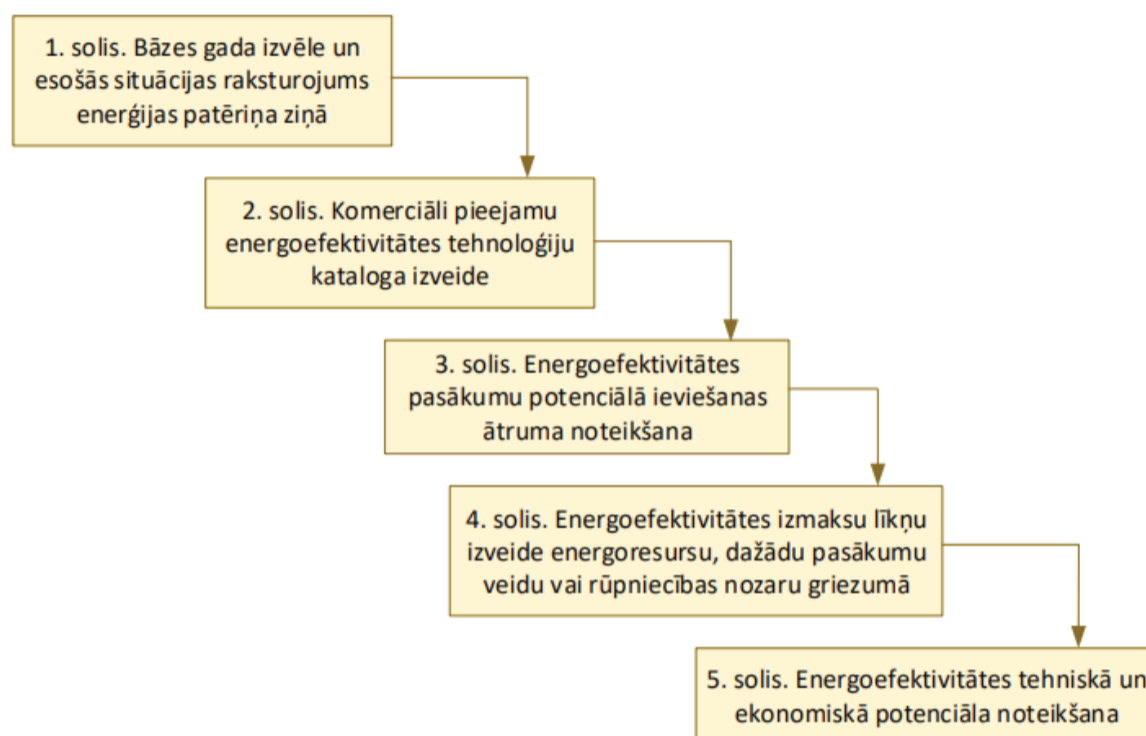 1. solis. Bāzes gada izvēle un
esošās situācijas raksturojums
enerģijas patēriņa ziņā
2. solis. Komerciāli pieejamu
energoefektivitātes tehnoloģiju
kataloga izveide
3. solis. Energoefektivitātes
pasākumu potenciālā ieviešanas
ātruma noteikšana
4. solis. Energoefektivitātes izmaksu līkņu
izveide energoresursu, dažādu pasākumu
veidu vai rūpniecības nozaru griezumā
5. solis. Energoefektivitātes tehniskā un
ekonomiskā potenciāla noteikšana